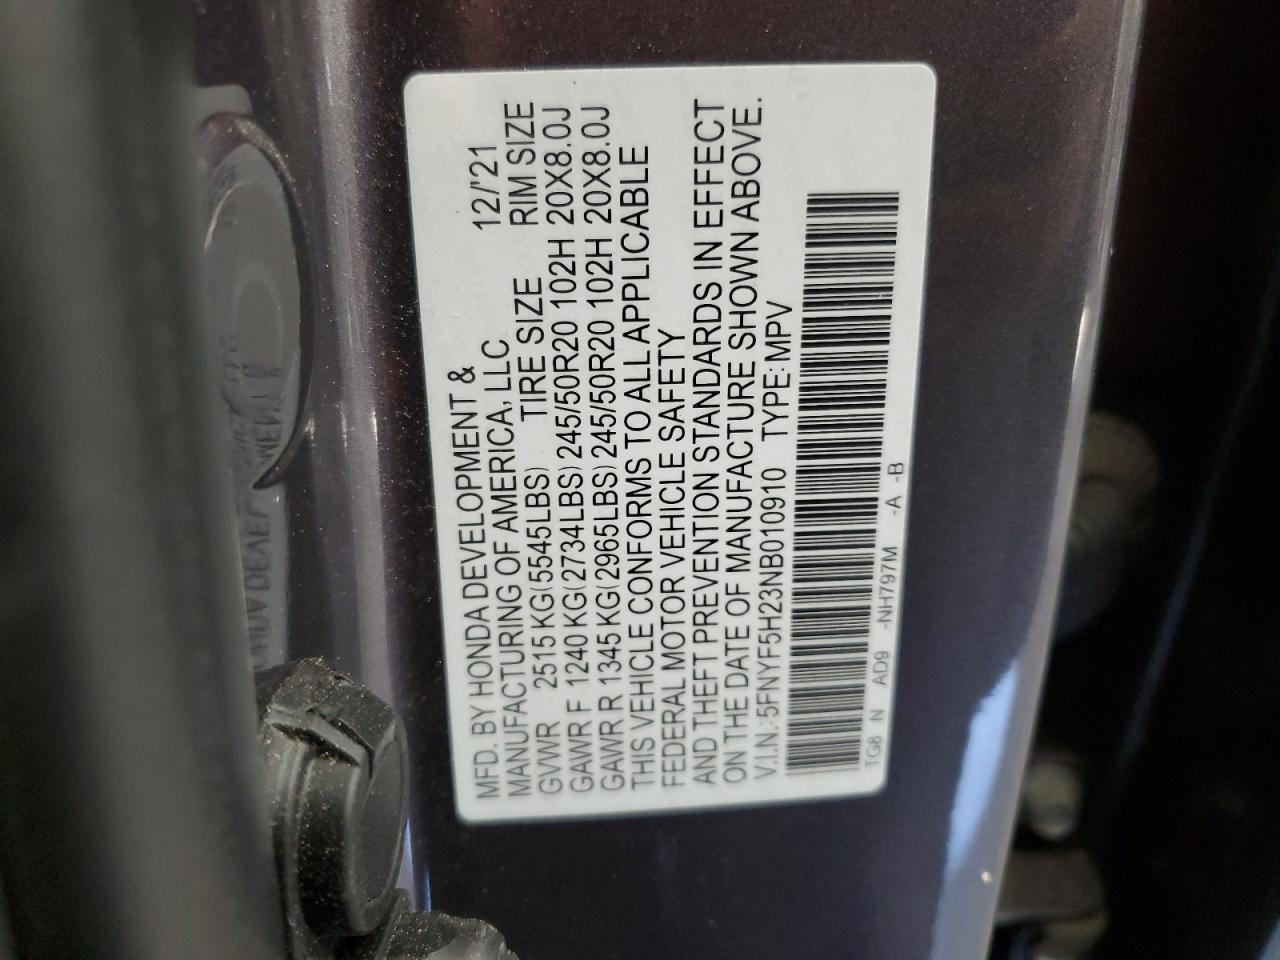 MFD. BY HONDA DEVELOPMENT & 12/'21
MANUFACTURING OF AMERICA, LLC
GVWR 2515 KG(5545LBS) TIRE SIZE RIM SIZE
GAWR F 1240 KG(2734LBS) 245/50R20 102H 20X8.0J
GAWR R 1345 KG(2965LBS) 245/50R20 102H 20X8.0J
THIS VEHICLE CONFORMS TO ALL APPLICABLE
FEDERAL MOTOR VEHICLE SAFETY
AND THEFT PREVENTION STANDARDS IN EFFECT
ON THE DATE OF MANUFACTURE SHOWN ABOVE.
V.I.N.:5FNYF5H23NB010910 TYPE:MPV
TG8 N AD9 -NH797M -A -B